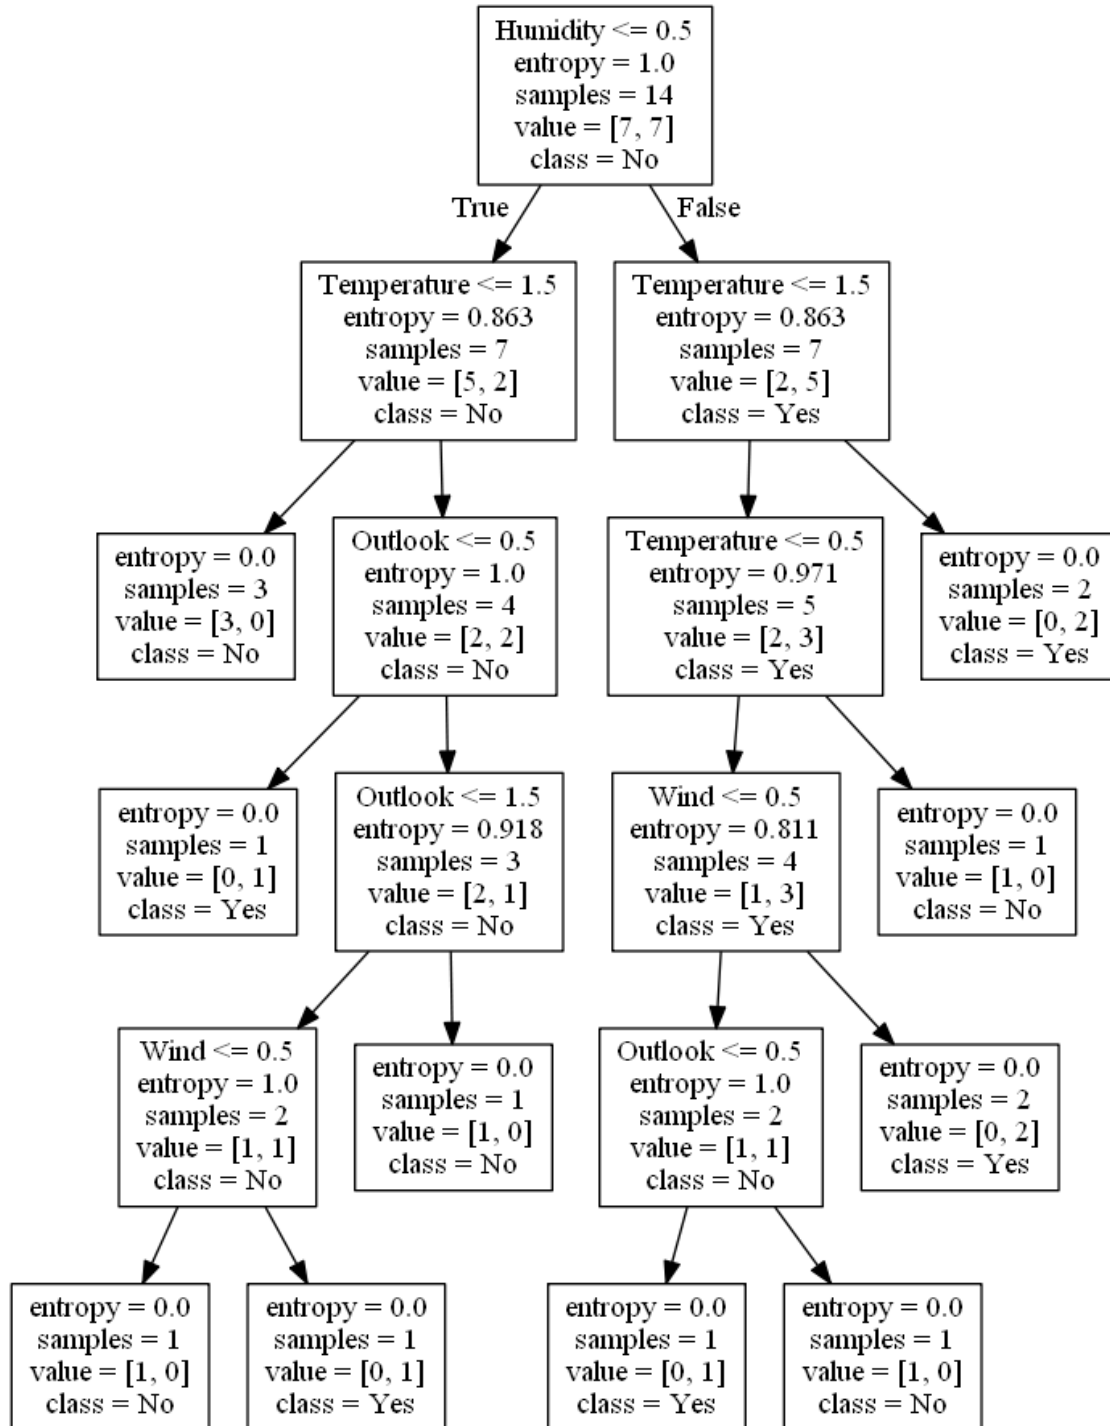 Humidity <= 0.5
entropy = 1.0
samples = 14
value = [7, 7]
class = No
True
False
Temperature <= 1.5
entropy = 0.863
samples = 7
value = [5, 2]
class = No
Temperature <= 1.5
entropy = 0.863
samples = 7
value = [2, 5]
class = Yes
entropy = 0.0
samples = 3
value = [3, 0]
class = No
Outlook <= 0.5
entropy = 1.0
samples = 4
value = [2, 2]
class = No
Temperature <= 0.5
entropy = 0.971
samples = 5
value = [2, 3]
class = Yes
entropy = 0.0
samples = 2
value = [0, 2]
class = Yes
entropy = 0.0
samples = 1
value = [0, 1]
class = Yes
Outlook <= 1.5
entropy = 0.918
samples = 3
value = [2, 1]
class = No
Wind <= 0.5
entropy = 0.811
samples = 4
value = [1, 3]
class = Yes
entropy = 0.0
samples = 1
value = [1, 0]
class = No
Wind <= 0.5
entropy = 1.0
samples = 2
value = [1, 1]
class = No
entropy = 0.0
samples = 1
value = [1, 0]
class = No
Outlook <= 0.5
entropy = 1.0
samples = 2
value = [1, 1]
class = No
entropy = 0.0
samples = 2
value = [0, 2]
class = Yes
entropy = 0.0
samples = 1
value = [1, 0]
class = No
entropy = 0.0
samples = 1
value = [0, 1]
class = Yes
entropy = 0.0
samples = 1
value = [0, 1]
class = Yes
entropy = 0.0
samples = 1
value = [1, 0]
class = No